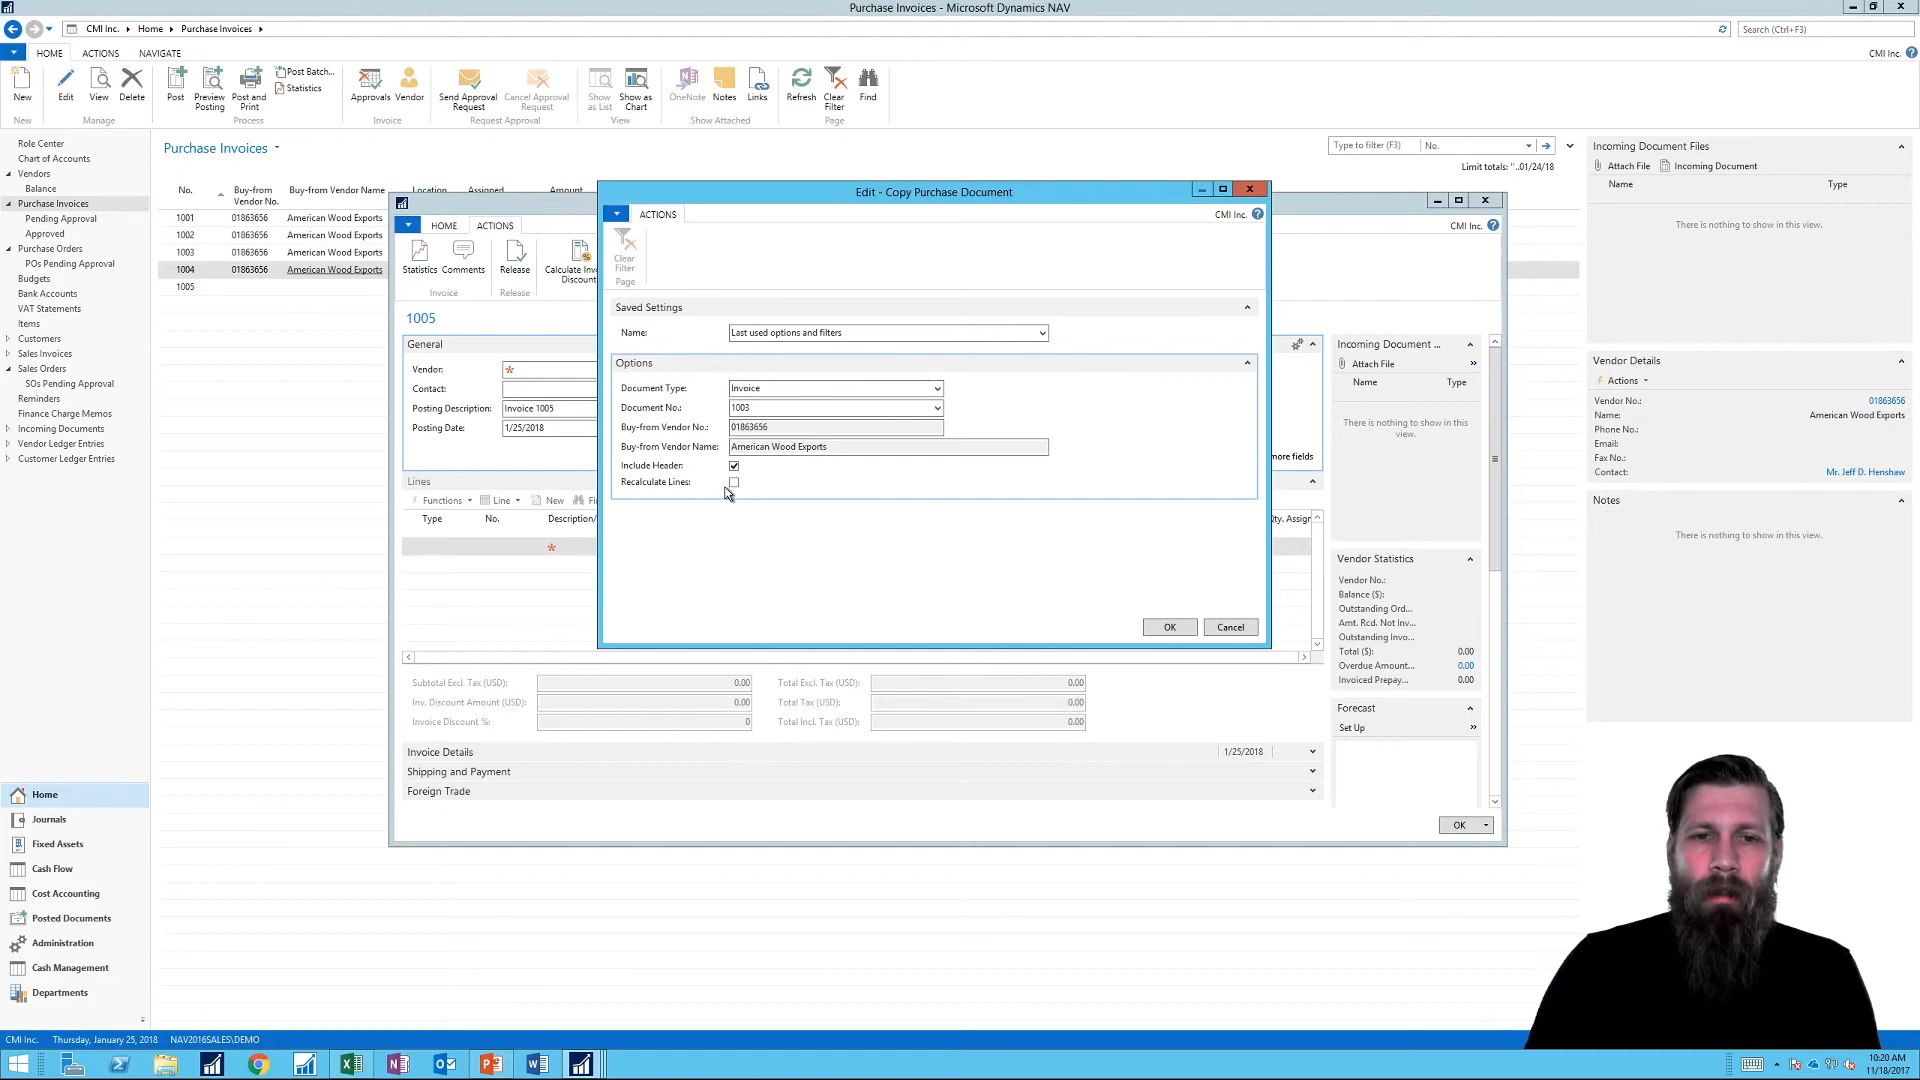 Purchase Invoices - Microsoft Dynamics NAV
CMI Inc. Home Purchase Invoices
Search (Ctrl+F3)
HOME ACTIONS NAVIGATE
CMI Inc.
New
Edit
View
Delete
Post
Preview Posting
Post and Print
Post Batch...
Statistics
Approvals
Vendor
Send Approval Request
Cancel Approval Request
Show as List
Show as Chart
OneNote
Notes
Links
Refresh
Clear Filter
Find
New
Manage
Process
Invoice
Request Approval
View
Show Attached
Page
Role Center
Chart of Accounts
Vendors
Balance
Purchase Invoices
Pending Approval
Approved
Purchase Orders
POs Pending Approval
Budgets
Bank Accounts
VAT Statements
Items
Customers
Sales Invoices
Sales Orders
SOs Pending Approval
Reminders
Finance Charge Memos
Incoming Documents
Vendor Ledger Entries
Customer Ledger Entries
Home
Journals
Fixed Assets
Cash Flow
Cost Accounting
Posted Documents
Administration
Cash Management
Departments
Purchase Invoices
Type to filter (F3)
No.
Limit totals: ''..01/24/18
No. Buy-from Vendor No. Buy-from Vendor Name Location Assigned Amount
1001 01863656 American Wood Exports
1002 01863656 American Wood Exports
1003 01863656 American Wood Exports
1004 01863656 American Wood Exports
1005
HOME ACTIONS
CMI Inc.
Statistics
Comments
Release
Calculate Inv Discount
Invoice
Release
1005
General
Vendor: *
Contact:
Posting Description: Invoice 1005
Posting Date: 1/25/2018
more fields
Lines
Functions Line New Fi
Type No. Description/ Qty. Assign
*
Subtotal Excl. Tax (USD): 0.00 Total Excl. Tax (USD): 0.00
Inv. Discount Amount (USD): 0.00 Total Tax (USD): 0.00
Invoice Discount %: 0 Total Incl. Tax (USD): 0.00
Invoice Details 1/25/2018
Shipping and Payment
Foreign Trade
OK
Incoming Document ...
Attach File
Name Type
There is nothing to show in this view.
Vendor Statistics
Vendor No.:
Balance ($):
Outstanding Ord...
Amt. Rcd. Not Inv...
Outstanding Invo...
Total ($): 0.00
Overdue Amount... 0.00
Invoiced Prepay... 0.00
Forecast
Set Up
Edit - Copy Purchase Document
ACTIONS
CMI Inc.
Clear Filter
Page
Saved Settings
Name: Last used options and filters
Options
Document Type: Invoice
Document No.: 1003
Buy-from Vendor No.: 01863656
Buy-from Vendor Name: American Wood Exports
Include Header:
Recalculate Lines:
OK
Cancel
Incoming Document Files
Attach File Incoming Document
Name Type
There is nothing to show in this view.
Vendor Details
Actions
Vendor No.: 01863656
Name: American Wood Exports
Phone No.:
Email:
Fax No.:
Contact: Mr. Jeff D. Henshaw
Notes
There is nothing to show in this view.
CMI Inc. Thursday, January 25, 2018 NAV2016SALES\DEMO
10:20 AM
11/18/2017